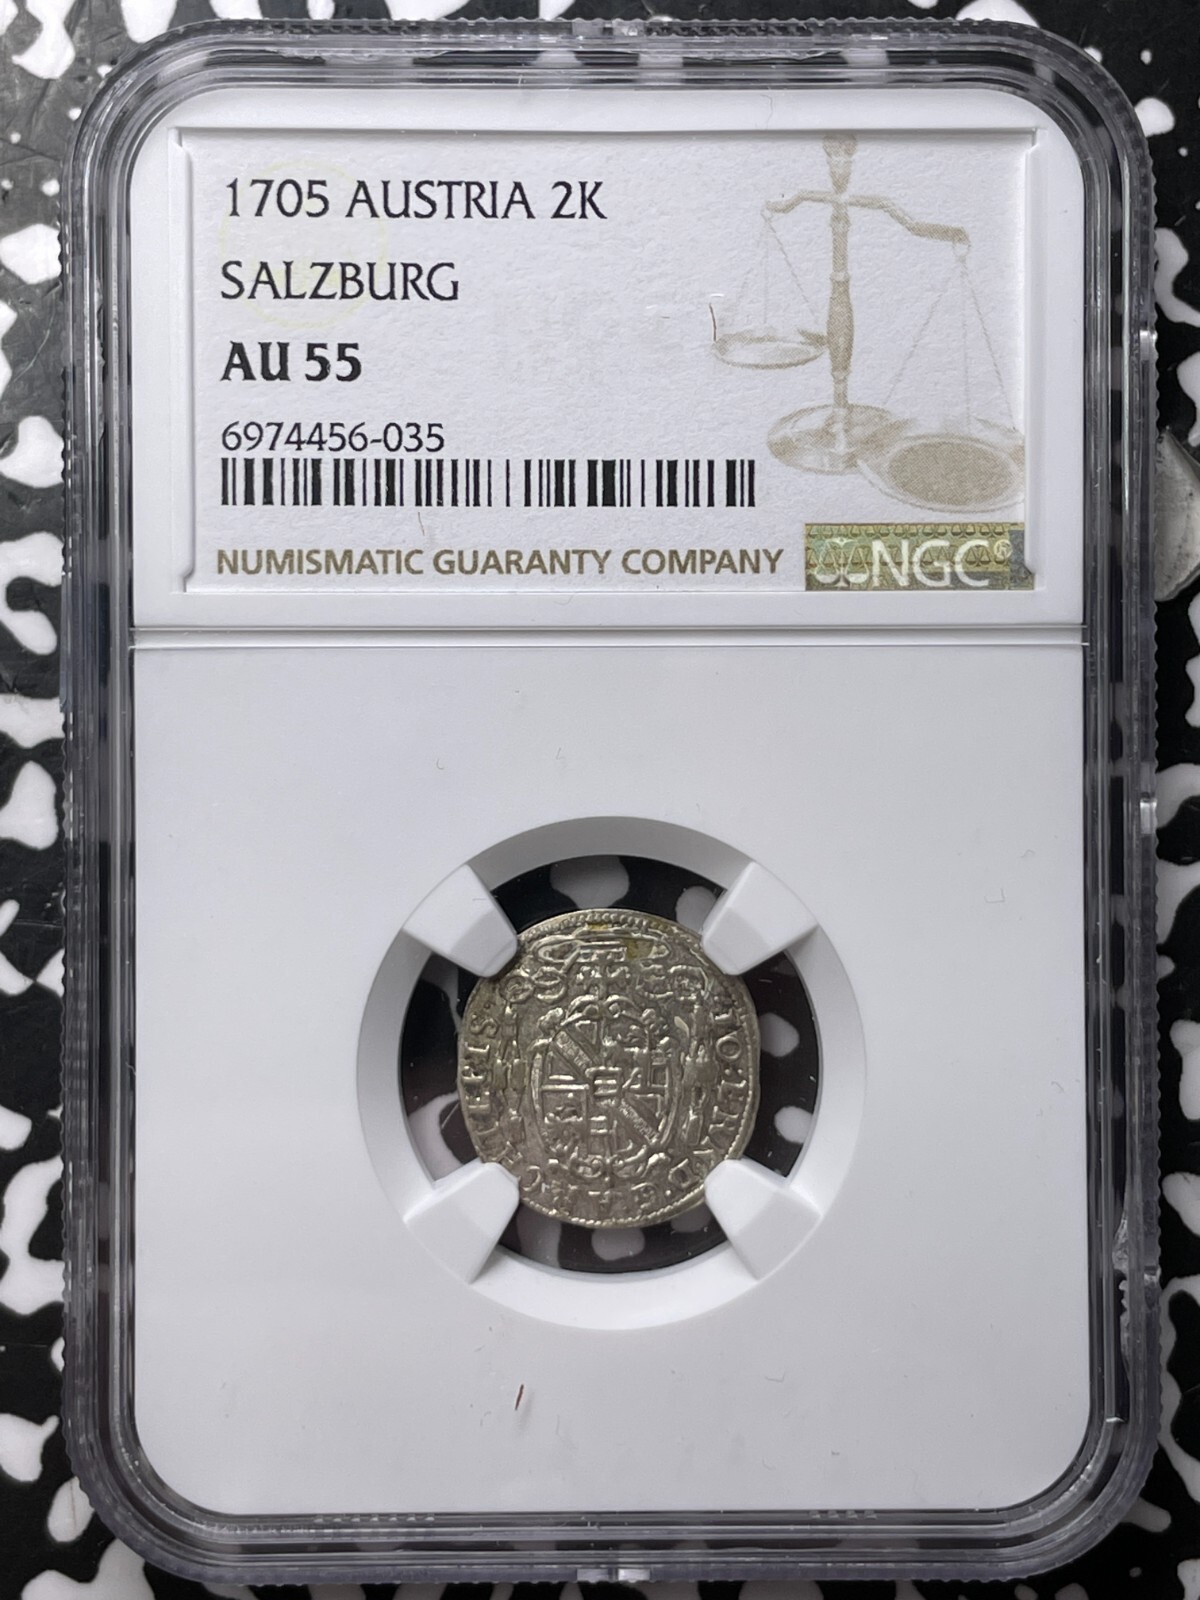 1705 AUSTRIA 2K
SALZBURG
AU 55
6974456-035
NUMISMATIC GUARANTY COMPANY
NGC®